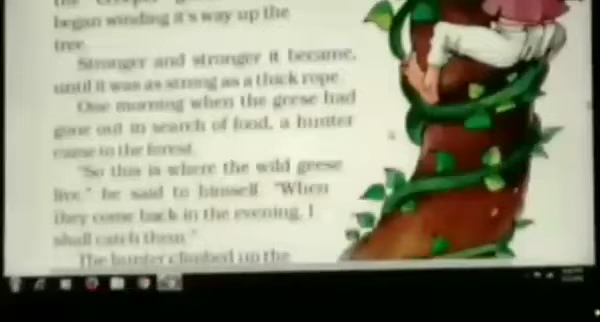 the creeper
began winding it's way up the
tree.
Stronger and stronger it became,
until it was as strong as a thick rope.
One morning when the geese had
gone out in search of food, a hunter
came to the forest.
"So this is where the wild geese
live," he said to himself. "When
they come back in the evening, I
shall catch them."
The hunter climbed up the